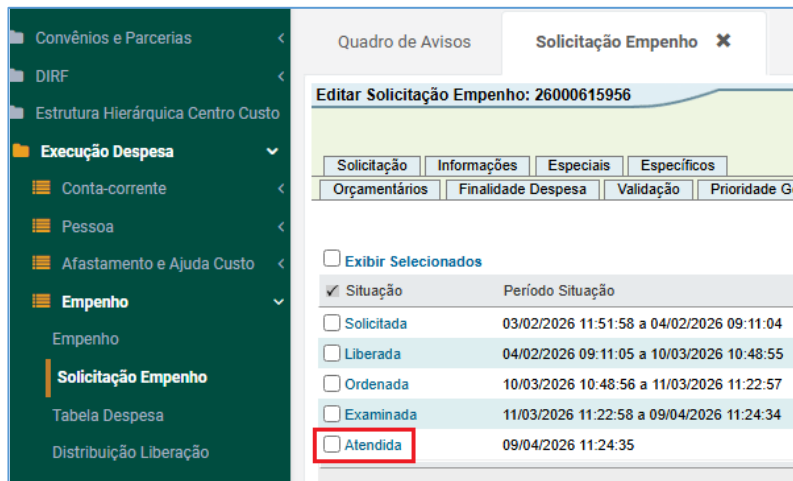 Convênios e Parcerias
DIRF
Estrutura Hierárquica Centro Custo
Execução Despesa
Conta-corrente
Pessoa
Afastamento e Ajuda Custo
Empenho
Empenho
Solicitação Empenho
Tabela Despesa
Distribuição Liberação
Quadro de Avisos Solicitação Empenho
Editar Solicitação Empenho: 26000615956
Solicitação Informações Especiais Específicos
Orçamentários Finalidade Despesa Validação Prioridade
Exibir Selecionados
Situação Período Situação
Solicitada 03/02/2026 11:51:58 a 04/02/2026 09:11:04
Liberada 04/02/2026 09:11:05 a 10/03/2026 10:48:55
Ordenada 10/03/2026 10:48:56 a 11/03/2026 11:22:57
Examinada 11/03/2026 11:22:58 a 09/04/2026 11:24:34
Atendida 09/04/2026 11:24:35